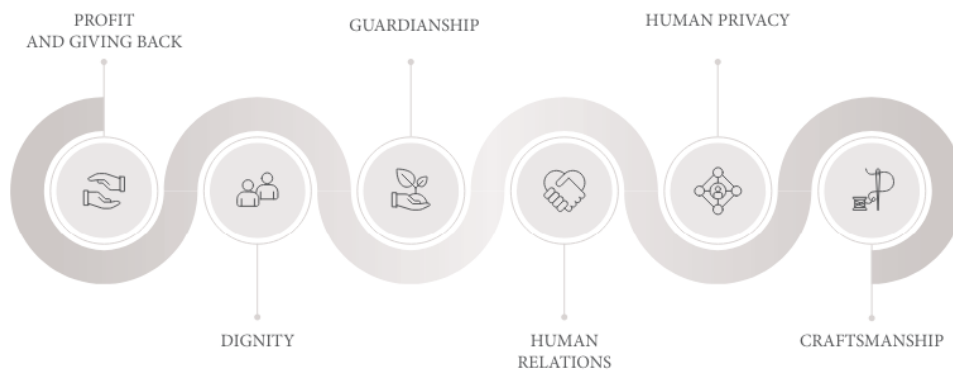 PROFIT
AND GIVING BACK
GUARDIANSHIP
HUMAN PRIVACY
DIGNITY
HUMAN
RELATIONS
CRAFTSMANSHIP